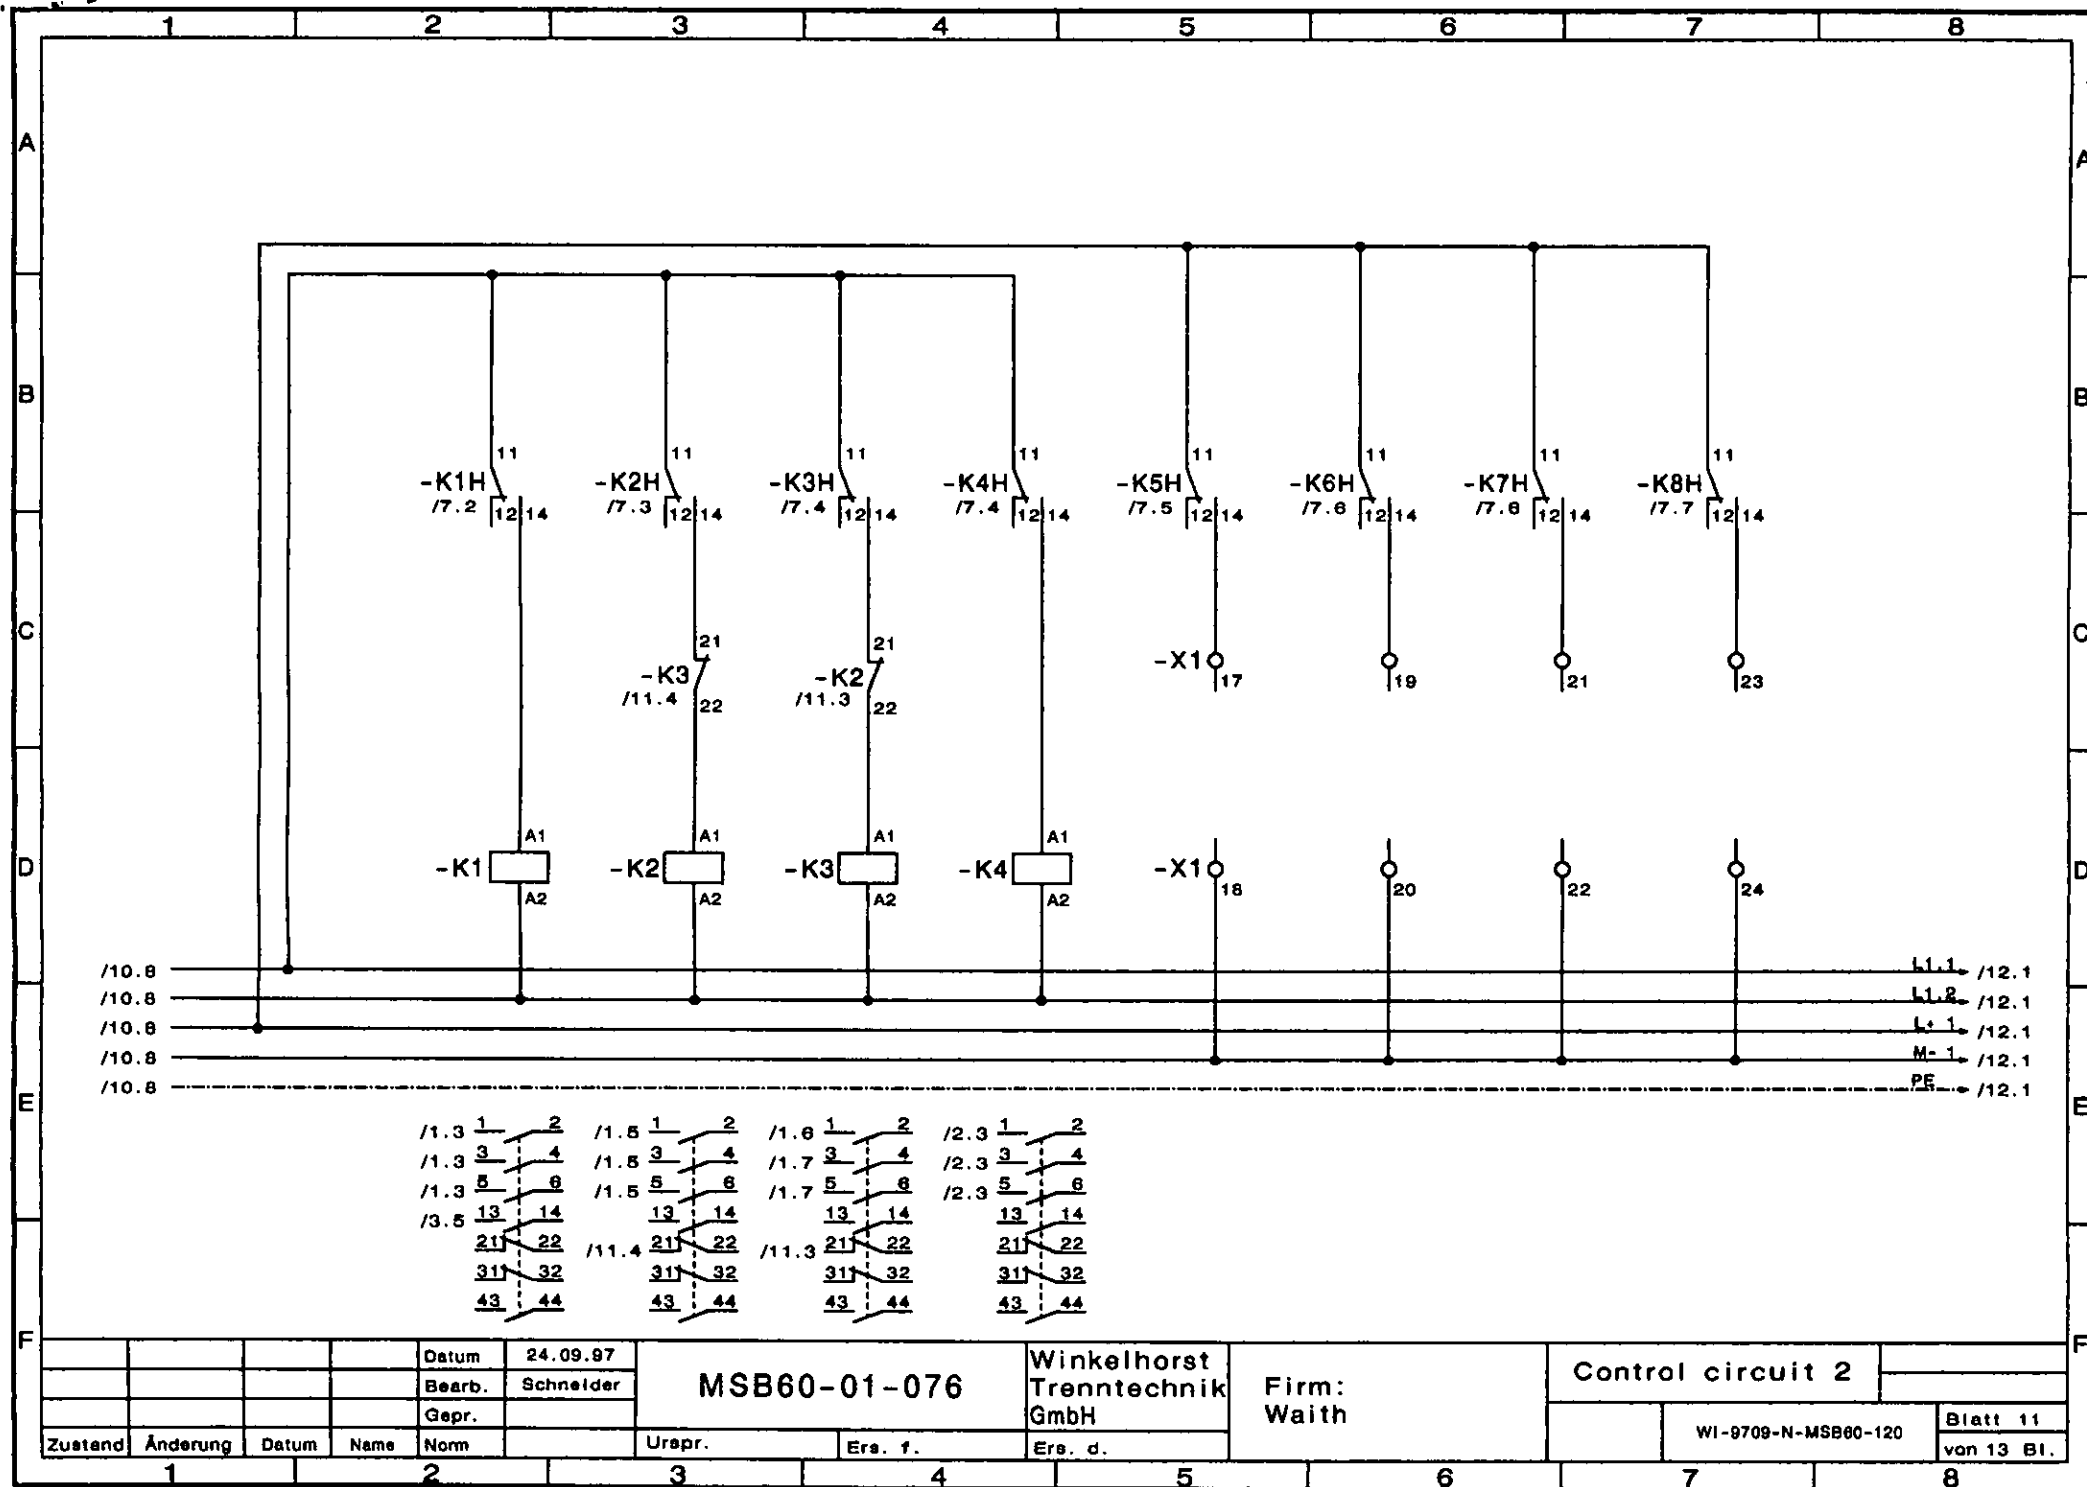 1 2 3 4 5 6 7 8
A A
B B
C C
D D
E E
F F
11 11 11 11 11 11 11 11
-K1H -K2H -K3H -K4H -K5H -K6H -K7H -K8H
/7.2 /7.3 /7.4 /7.4 /7.5 /7.6 /7.6 /7.7
12 14 12 14 12 14 12 14 12 14 12 14 12 14 12 14
21 21
-K3 -K2 -X1
/11.4 /11.3
22 22 17 19 21 23
A1 A1 A1 A1
-K1 -K2 -K3 -K4 -X1
A2 A2 A2 A2 18 20 22 24
/10.8 L1.1 /12.1
/10.8 L1.2 /12.1
/10.8 L+ 1 /12.1
/10.8 M- 1 /12.1
/10.8 PE /12.1
/1.3 1 2 /1.5 1 2 /1.6 1 2 /2.3 1 2
/1.3 3 4 /1.5 3 4 /1.7 3 4 /2.3 3 4
/1.3 5 6 /1.5 5 6 /1.7 5 6 /2.3 5 6
/3.5 13 14 13 14 13 14 13 14
21 22 /11.4 21 22 /11.3 21 22 21 22
31 32 31 32 31 32 31 32
43 44 43 44 43 44 43 44
Datum 24.09.97
Bearb. Schneider
Gepr.
Zustand Änderung Datum Name Norm
MSB60-01-076
Urspr. Ers. f. Ers. d.
Winkelhorst
Trenntechnik
GmbH
Firm:
Waith
Control circuit 2
WI-9709-N-MSB60-120
Blatt 11
von 13 Bl.
1 2 3 4 5 6 7 8